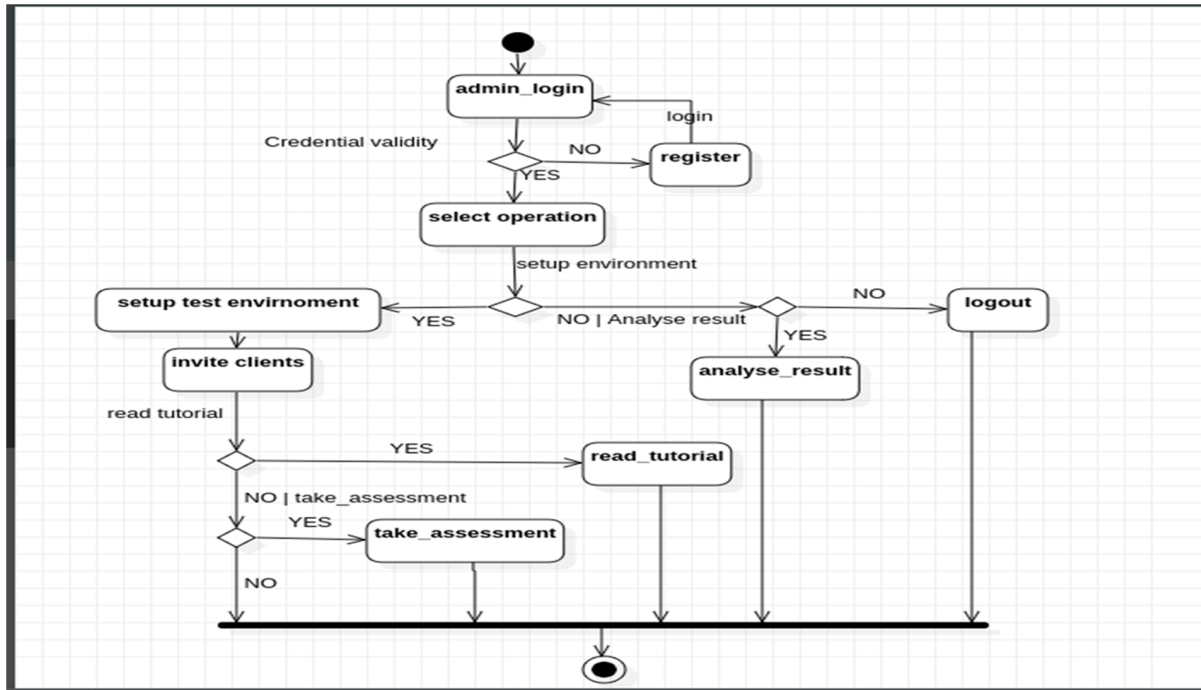 admin_login
login
Credential validity
NO
register
YES
select operation
setup environment
setup test envirnoment
YES
NO | Analyse result
NO
logout
YES
invite clients
analyse_result
read tutorial
YES
read_tutorial
NO | take_assessment
YES
take_assessment
NO